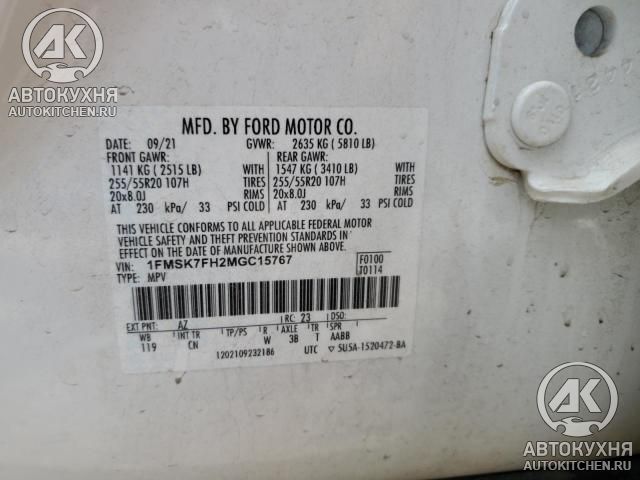 АК
АВТОКУХНЯ
AUTOKITCHEN.RU
MFD. BY FORD MOTOR CO.
DATE: 09/21 GVWR: 2635 KG ( 5810 LB)
FRONT GAWR: REAR GAWR:
1141 KG ( 2515 LB) WITH 1547 KG ( 3410 LB) WITH
255/55R20 107H TIRES 255/55R20 107H TIRES
20x8.0J RIMS 20x8.0J RIMS
AT 230 kPa/ 33 PSI COLD AT 230 kPa/ 33 PSI COLD
THIS VEHICLE CONFORMS TO ALL APPLICABLE FEDERAL MOTOR
VEHICLE SAFETY AND THEFT PREVENTION STANDARDS IN
EFFECT ON THE DATE OF MANUFACTURE SHOWN ABOVE.
VIN: 1FMSK7FH2MGC15767 F0100
TYPE: MPV T0114
EXT PNT: AZ RC: 23 DSO:
WB INT TR TP/PS R AXLE TR SPR
119 CN W 3B T AABB
1202109232186 UTC 5U5A-1520472-BA
АК
АВТОКУХНЯ
AUTOKITCHEN.RU